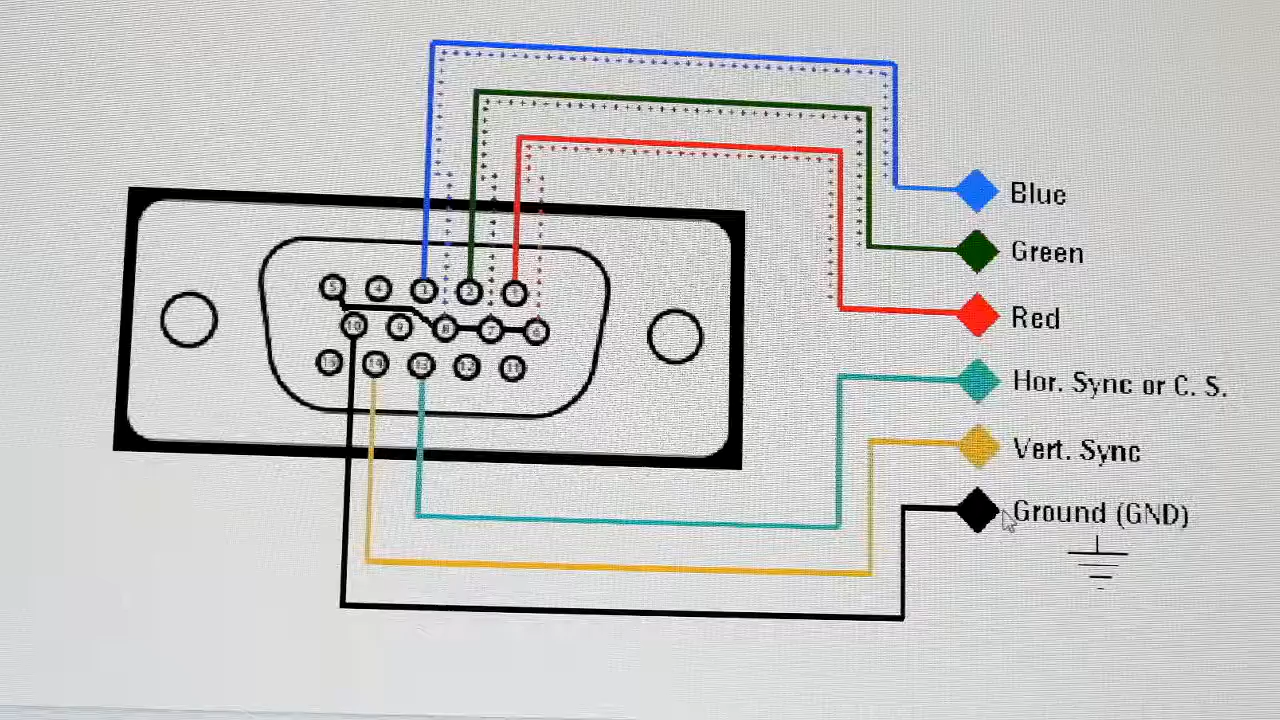 Blue
Green
Red
Hor. Sync or C. S.
Vert. Sync
Ground (GND)
5 4 3 2 1
10 9 8 7 6
15 14 13 12 11